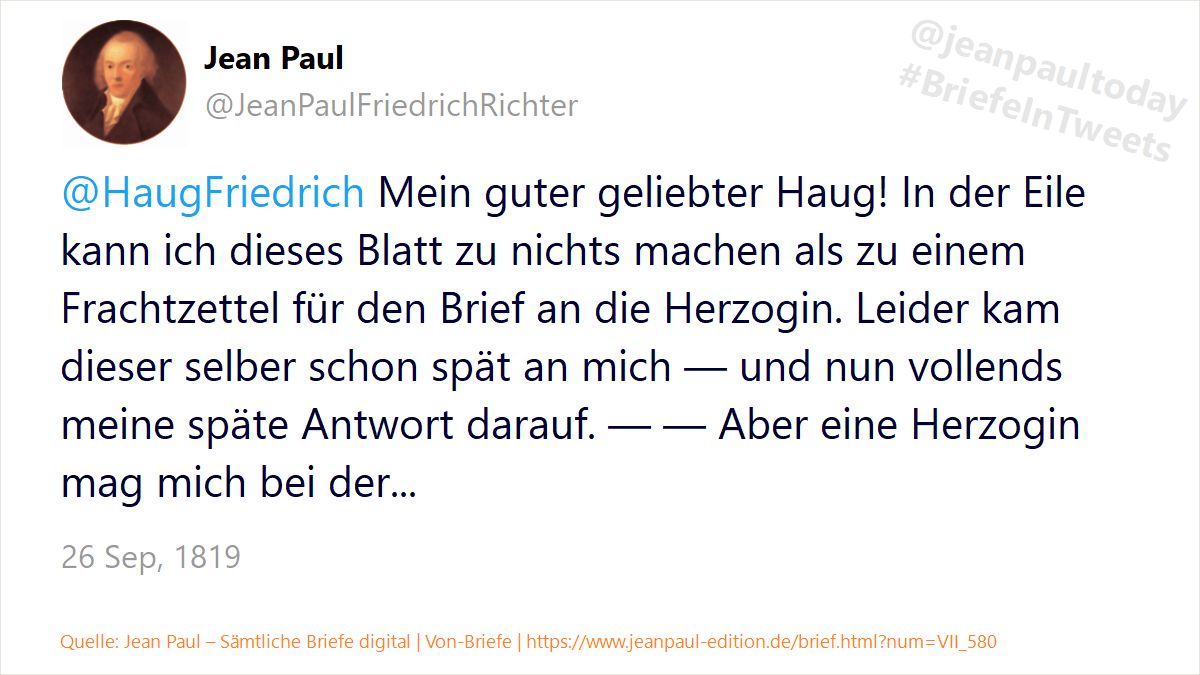 Jean Paul
@JeanPaulFriedrichRichter
@jeanpaultoday
#BriefeInTweets
@HaugFriedrich Mein guter geliebter Haug! In der Eile
kann ich dieses Blatt zu nichts machen als zu einem
Frachtzettel für den Brief an die Herzogin. Leider kam
dieser selber schon spät an mich — und nun vollends
meine späte Antwort darauf. — — Aber eine Herzogin
mag mich bei der...
26 Sep, 1819
Quelle: Jean Paul – Sämtliche Briefe digital | Von-Briefe | https://www.jeanpaul-edition.de/brief.html?num=VII_580